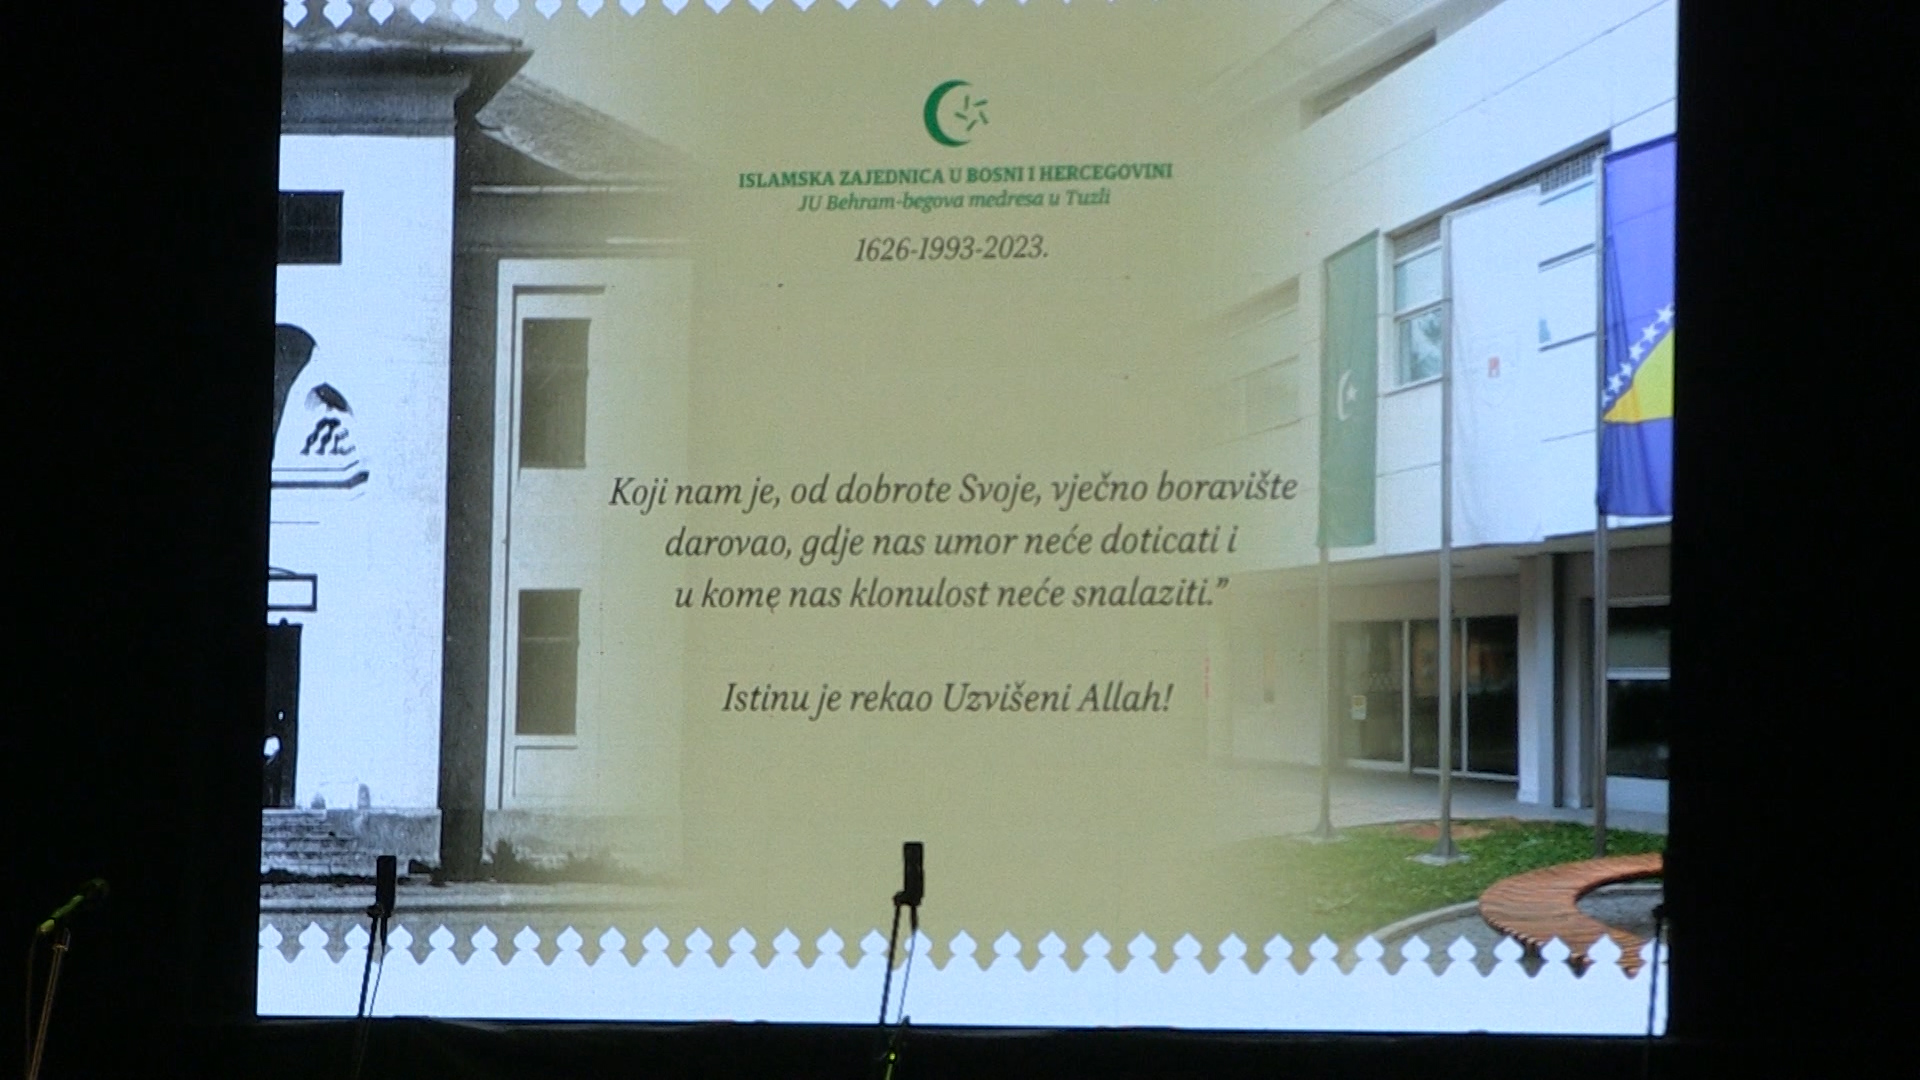 ISLAMSKA ZAJEDNICA U BOSNI I HERCEGOVINI
JU Behram-begova medresa u Tuzli
1626-1993-2023.
Koji nam je, od dobrote Svoje, vječno boravište
darovao, gdje nas umor neće doticati i
u kome nas klonulost neće snalaziti.”
Istinu je rekao Uzvišeni Allah!